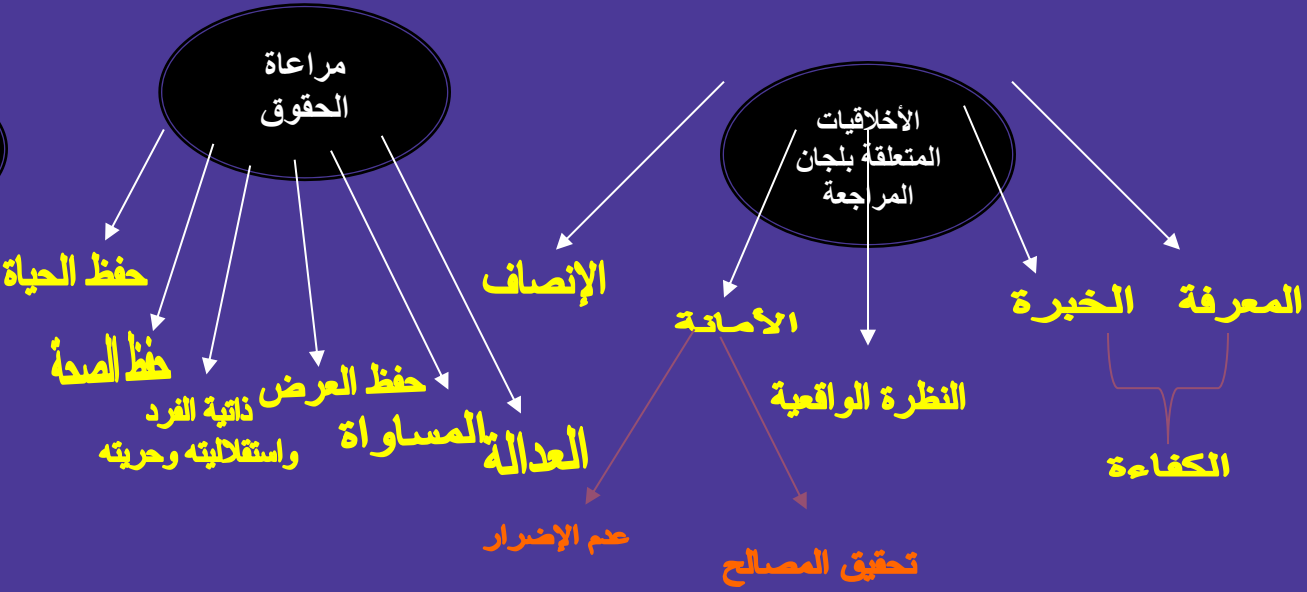 الأخلاقيات
المتعلقة بلجان
المراجعة
المعرفة
الخبرة
الكفاءة
النظرة الواقعية
الأمانة
تحقيق المصالح
عدم الإضرار
الإنصاف
مراعاة
الحقوق
العدالة
المساواة
حفظ العرض
ذاتية الفرد
واستقلاليته وحريته
حفظ الصحة
حفظ الحياة